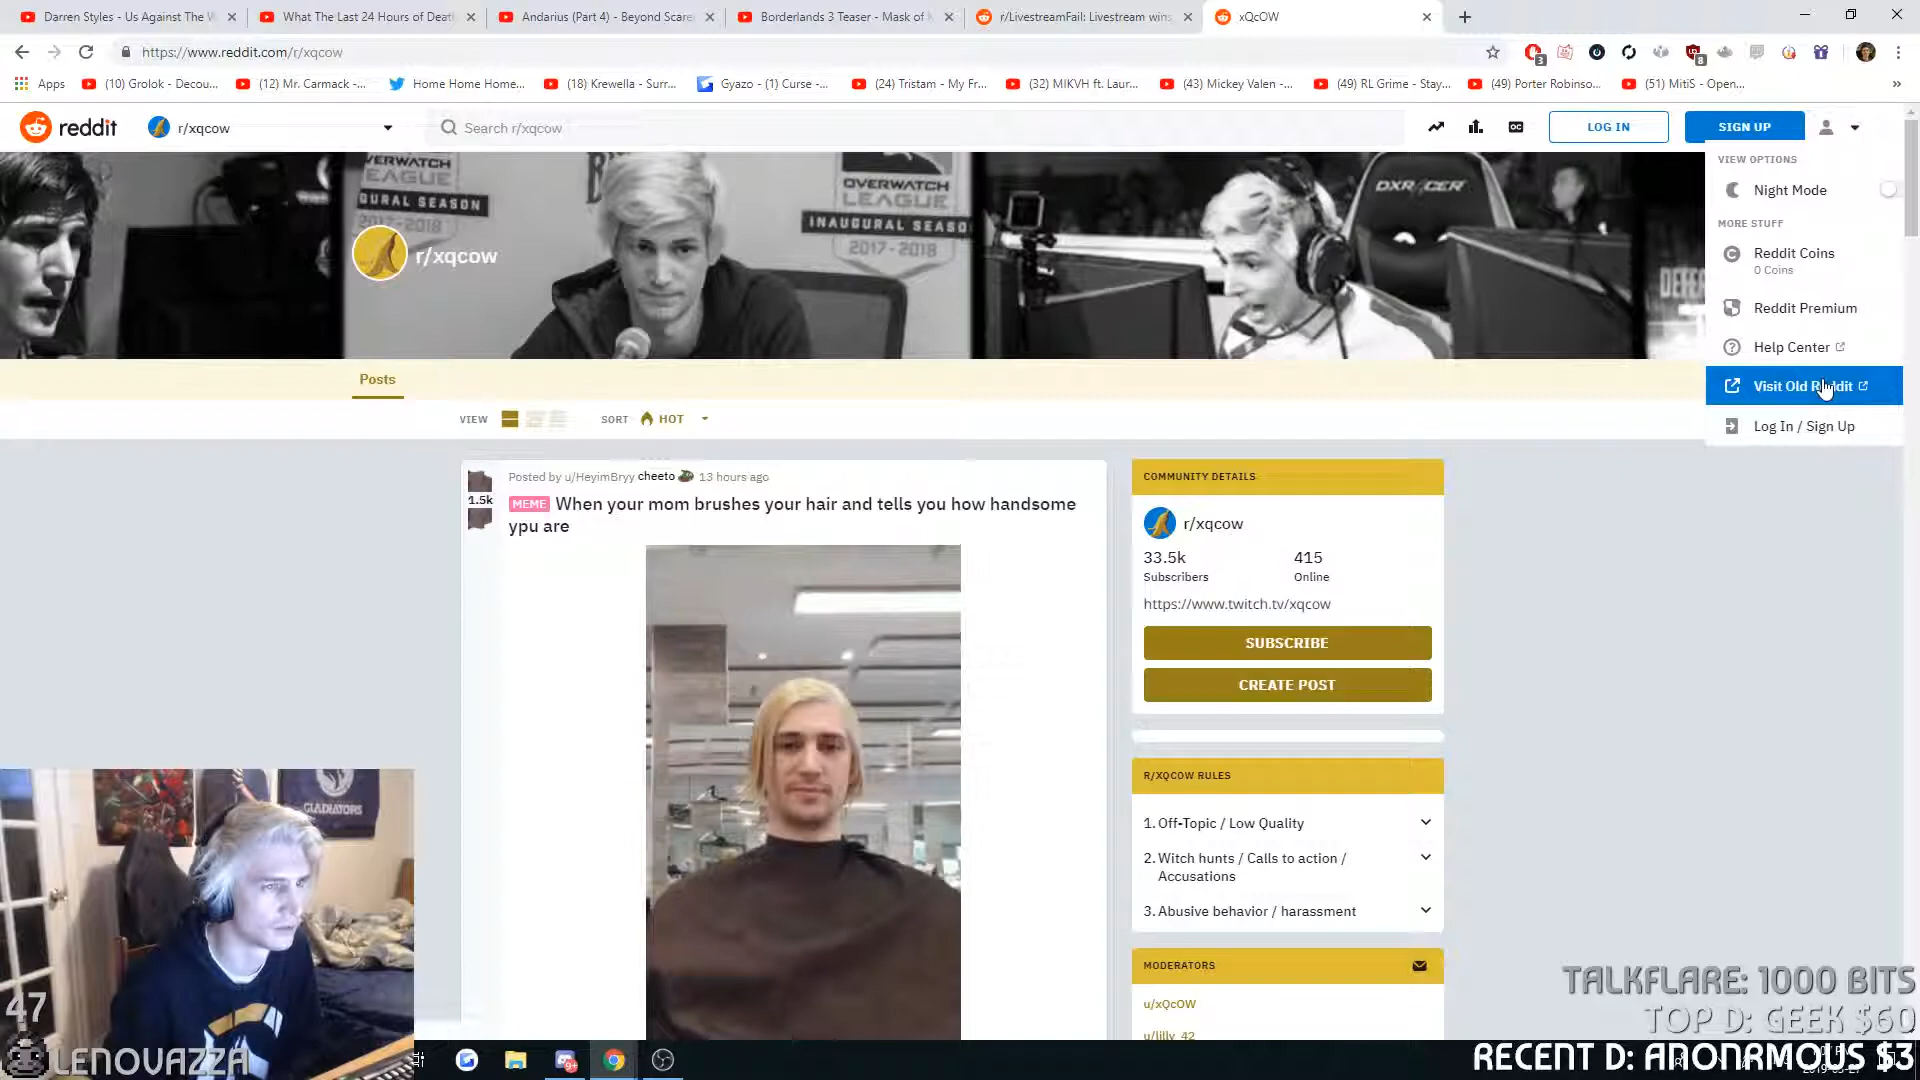 Darren Styles - Us Against The W
What The Last 24 Hours of Death
Andarius (Part 4) - Beyond Scare
Borderlands 3 Teaser - Mask of
r/LivestreamFail: Livestream wins
xQcOW
https://www.reddit.com/r/xqcow
3
8
Apps
(10) Grolok - Decou...
(12) Mr. Carmack -...
Home Home Home...
(18) Krewella - Surr...
Gyazo - (1) Curse -...
(24) Tristam - My Fr...
(32) MIKVH ft. Laur...
(43) Mickey Valen -...
(49) RL Grime - Stay...
(49) Porter Robinso...
(51) MitiS - Open...
reddit
r/xqcow
Search r/xqcow
LOG IN
SIGN UP
VIEW OPTIONS
Night Mode
MORE STUFF
Reddit Coins
0 Coins
Reddit Premium
Help Center
Visit Old Reddit
Log In / Sign Up
OVERWATCH
LEAGUE
INAUGURAL SEASON
2017-2018
DXRACER
r/xqcow
Posts
VIEW
SORT
HOT
1.5k
Posted by u/HeyimBryy cheeto 13 hours ago
MEME When your mom brushes your hair and tells you how handsome
ypu are
COMMUNITY DETAILS
r/xqcow
33.5k
415
Subscribers
Online
https://www.twitch.tv/xqcow
SUBSCRIBE
CREATE POST
R/XQCOW RULES
1. Off-Topic / Low Quality
2. Witch hunts / Calls to action /
Accusations
3. Abusive behavior / harassment
MODERATORS
u/xQcOW
u/lilly_42
GLADIATORS
47
LENOVAZZA
TALKFLARE: 1000 BITS
TOP D: GEEK $60
RECENT D: ANONARMOUS $3